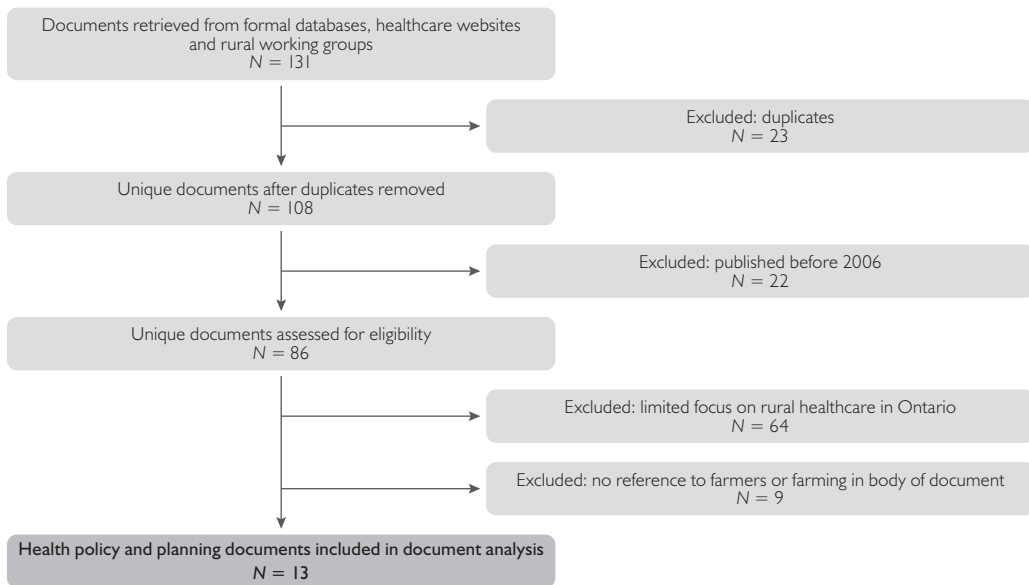 Documents retrieved from formal databases, healthcare websites
and rural working groups
N = 131
Excluded: duplicates
N = 23
Unique documents after duplicates removed
N = 108
Excluded: published before 2006
N = 22
Unique documents assessed for eligibility
N = 86
Excluded: limited focus on rural healthcare in Ontario
N = 64
Excluded: no reference to farmers or farming in body of document
N = 9
Health policy and planning documents included in document analysis
N = 13